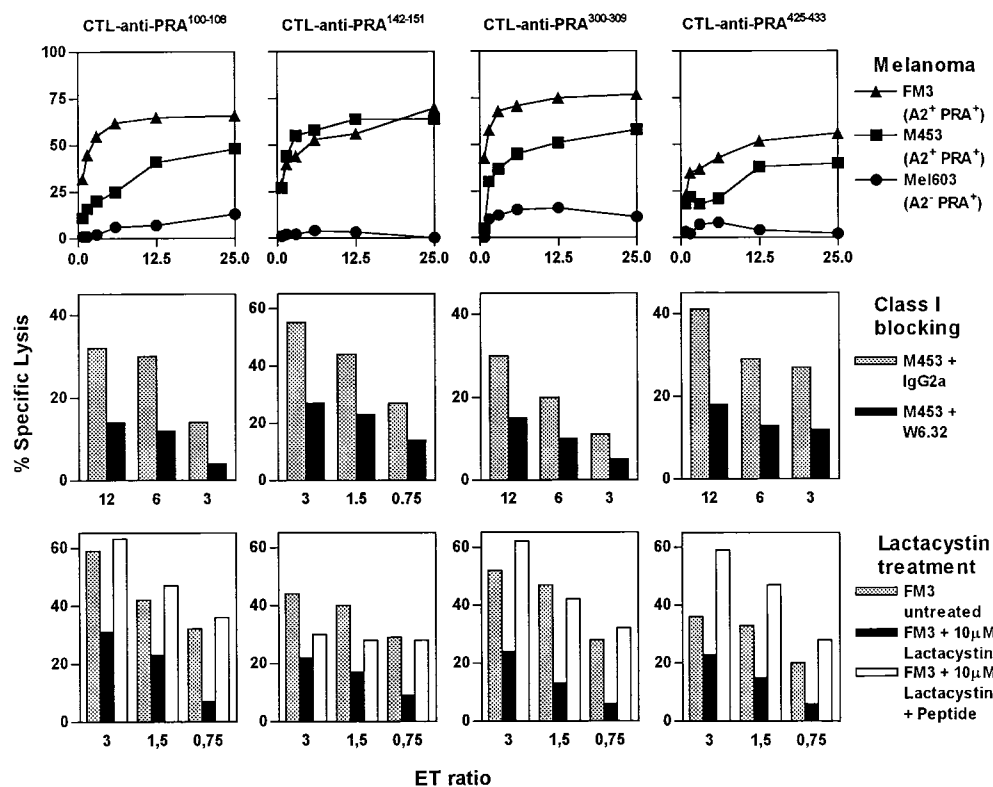 CTL-anti-PRA100-108 CTL-anti-PRA142-151 CTL-anti-PRA300-309 CTL-anti-PRA425-433
100
75
50
25
0
0.0 12.5 25.0
0.0 12.5 25.0
0.0 12.5 25.0
0.0 12.5 25.0
Melanoma
FM3
(A2+ PRA+)
M453
(A2+ PRA+)
Mel603
(A2- PRA+)
% Specific Lysis
40
20
0
12 6 3
60
40
20
0
3 1.5 0.75
40
20
0
12 6 3
40
20
0
12 6 3
Class I
blocking
M453 +
IgG2a
M453 +
W6.32
60
40
20
0
3 1,5 0,75
60
40
20
0
3 1,5 0,75
60
40
20
0
3 1,5 0,75
60
40
20
0
3 1,5 0,75
Lactacystin
treatment
FM3
untreated
FM3 + 10µM
Lactacystin
FM3 + 10µM
Lactacystin
+ Peptide
ET ratio